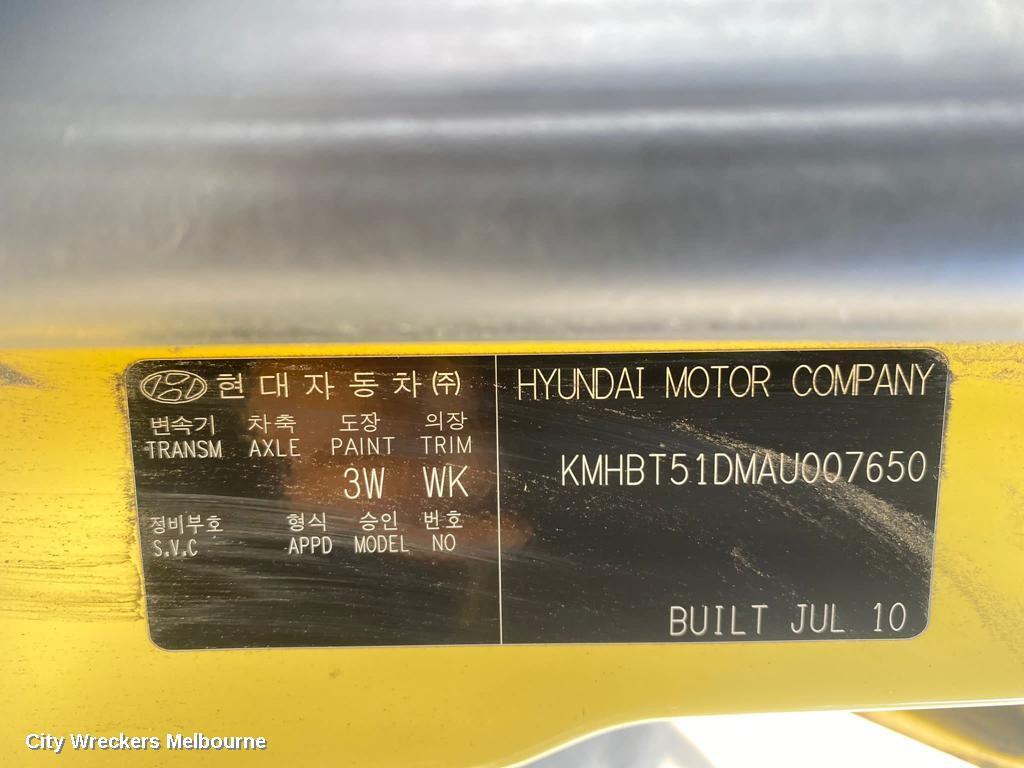 현대자동차㈜
변속기 차축 도장 의장
TRANSM AXLE PAINT TRIM
3W WK
정비부호 형식 승인 번호
S.V.C APPD MODEL NO
HYUNDAI MOTOR COMPANY
KMHBT51DMAU007650
BUILT JUL 10
City Wreckers Melbourne